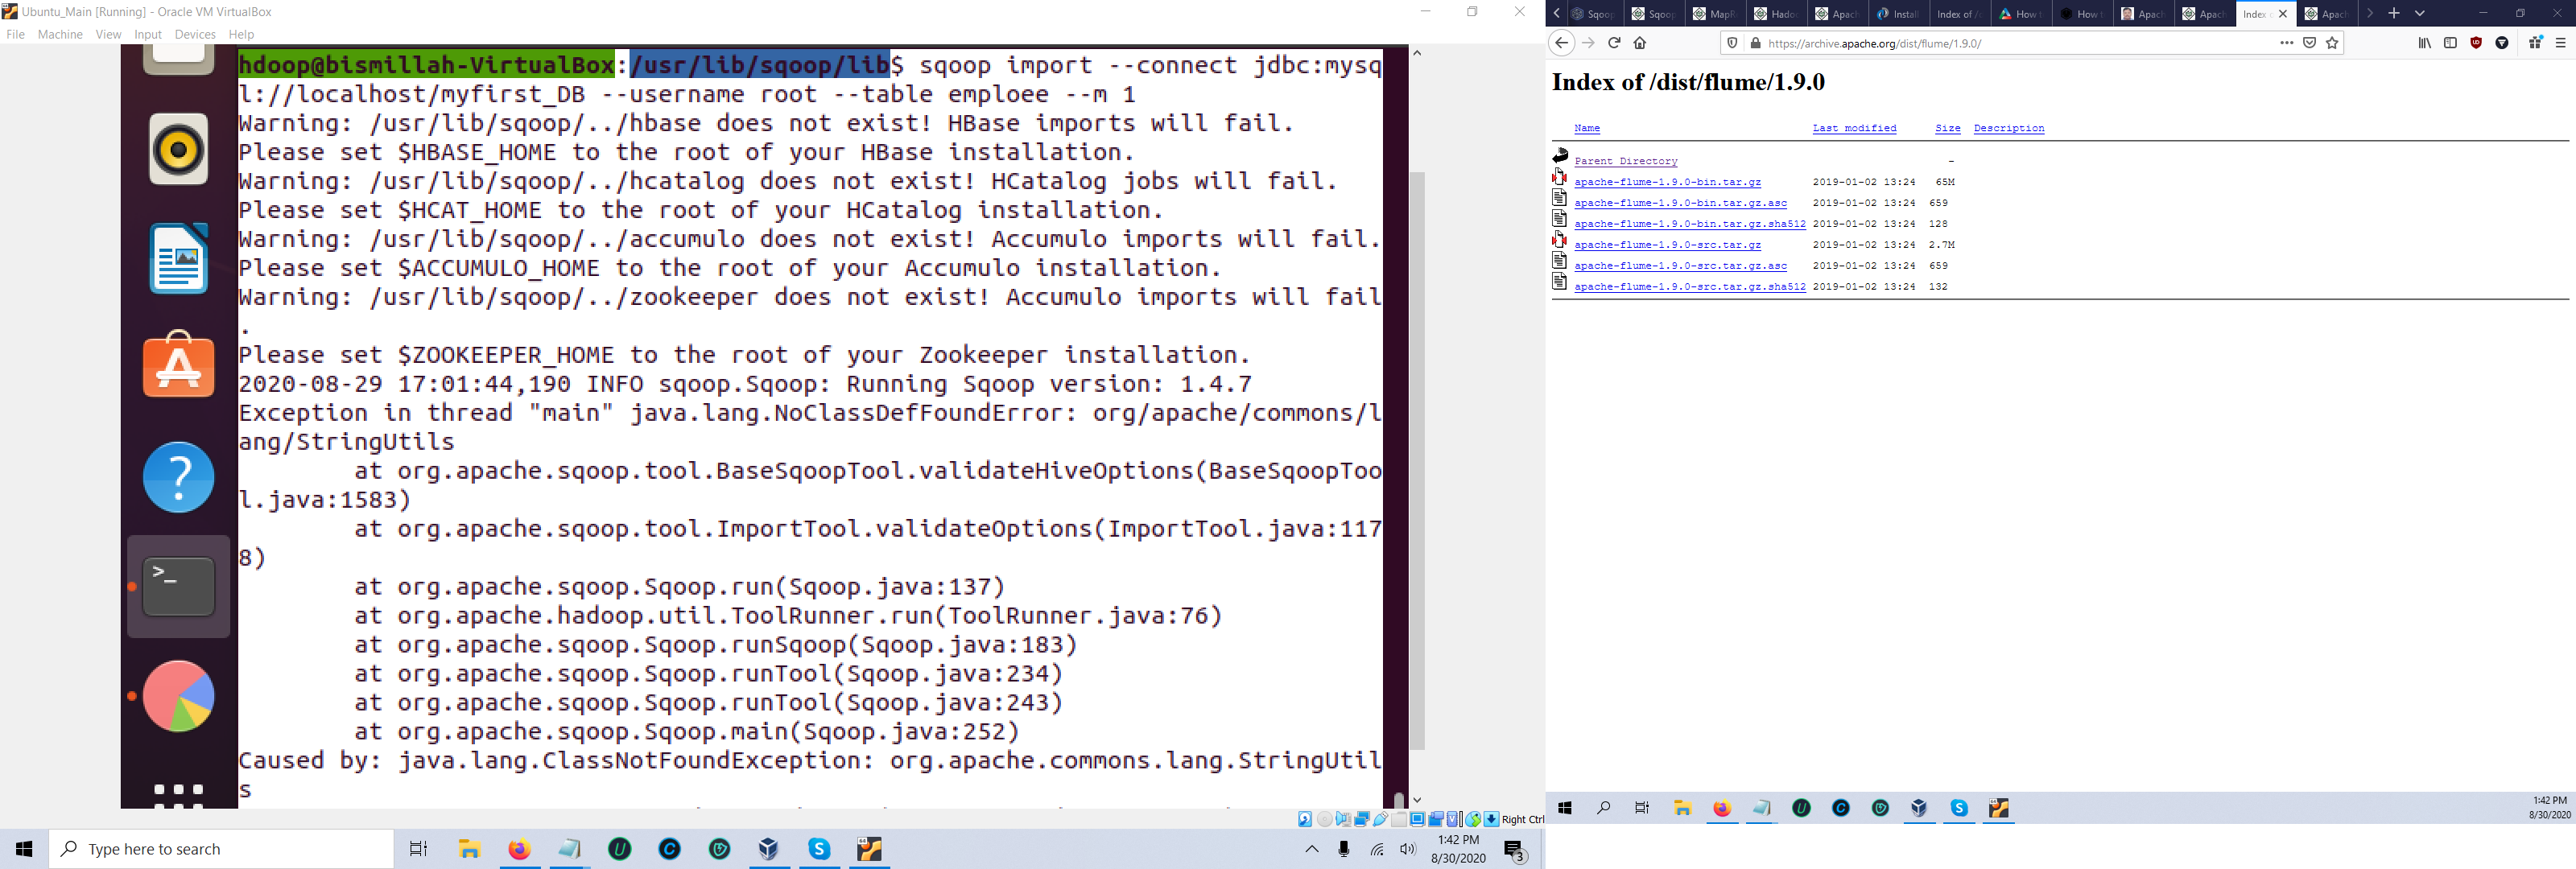 Ubuntu_Main [Running] - Oracle VM VirtualBox
File Machine View Input Devices Help
hdoop@bismillah-VirtualBox:/usr/lib/sqoop/lib$ sqoop import --connect jdbc:mysq
l://localhost/myfirst_DB --username root --table emploee --m 1
Warning: /usr/lib/sqoop/../hbase does not exist! HBase imports will fail.
Please set $HBASE_HOME to the root of your HBase installation.
Warning: /usr/lib/sqoop/../hcatalog does not exist! HCatalog jobs will fail.
Please set $HCAT_HOME to the root of your HCatalog installation.
Warning: /usr/lib/sqoop/../accumulo does not exist! Accumulo imports will fail.
Please set $ACCUMULO_HOME to the root of your Accumulo installation.
Warning: /usr/lib/sqoop/../zookeeper does not exist! Accumulo imports will fail
.
Please set $ZOOKEEPER_HOME to the root of your Zookeeper installation.
2020-08-29 17:01:44,190 INFO sqoop.Sqoop: Running Sqoop version: 1.4.7
Exception in thread "main" java.lang.NoClassDefFoundError: org/apache/commons/l
ang/StringUtils
at org.apache.sqoop.tool.BaseSqoopTool.validateHiveOptions(BaseSqoopToo
l.java:1583)
at org.apache.sqoop.tool.ImportTool.validateOptions(ImportTool.java:117
8)
at org.apache.sqoop.Sqoop.run(Sqoop.java:137)
at org.apache.hadoop.util.ToolRunner.run(ToolRunner.java:76)
at org.apache.sqoop.Sqoop.runSqoop(Sqoop.java:183)
at org.apache.sqoop.Sqoop.runTool(Sqoop.java:234)
at org.apache.sqoop.Sqoop.runTool(Sqoop.java:243)
at org.apache.sqoop.Sqoop.main(Sqoop.java:252)
Caused by: java.lang.ClassNotFoundException: org.apache.commons.lang.StringUtil
s
Right Ctrl
Type here to search
1:42 PM
8/30/2020
3
Sqoop Sqoop MapR Hado Apach Install Index of / How t How t Apac Apac Index Apac
https://archive.apache.org/dist/flume/1.9.0/
Index of /dist/flume/1.9.0
Name Last modified Size Description
Parent Directory -
apache-flume-1.9.0-bin.tar.gz 2019-01-02 13:24 65M
apache-flume-1.9.0-bin.tar.gz.asc 2019-01-02 13:24 659
apache-flume-1.9.0-bin.tar.gz.sha512 2019-01-02 13:24 128
apache-flume-1.9.0-src.tar.gz 2019-01-02 13:24 2.7M
apache-flume-1.9.0-src.tar.gz.asc 2019-01-02 13:24 659
apache-flume-1.9.0-src.tar.gz.sha512 2019-01-02 13:24 132
1:42 PM
8/30/2020